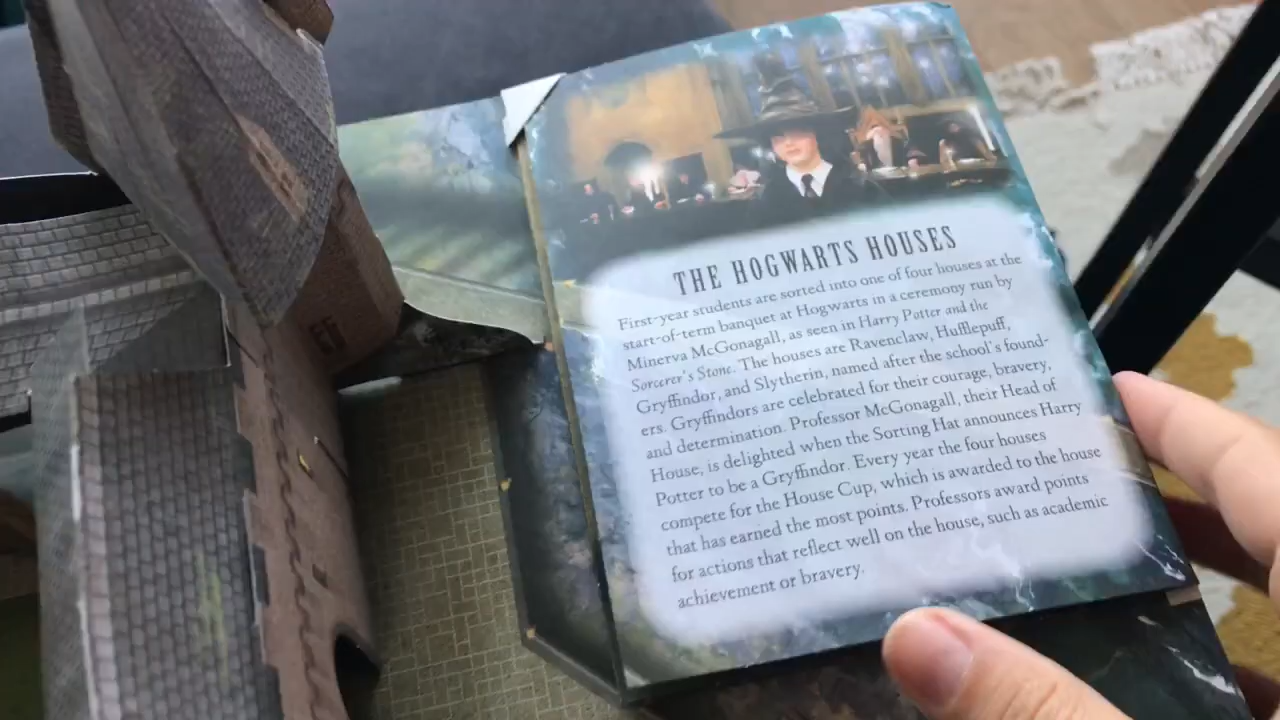 THE HOGWARTS HOUSES
First-year students are sorted into one of four houses at the
start-of-term banquet at Hogwarts in a ceremony run by
Minerva McGonagall, as seen in Harry Potter and the
Sorcerer's Stone. The houses are Ravenclaw, Hufflepuff,
Gryffindor, and Slytherin, named after the school's found-
ers. Gryffindors are celebrated for their courage, bravery,
and determination. Professor McGonagall, their Head of
House, is delighted when the Sorting Hat announces Harry
Potter to be a Gryffindor. Every year the four houses
compete for the House Cup, which is awarded to the house
that has earned the most points. Professors award points
for actions that reflect well on the house, such as academic
achievement or bravery.